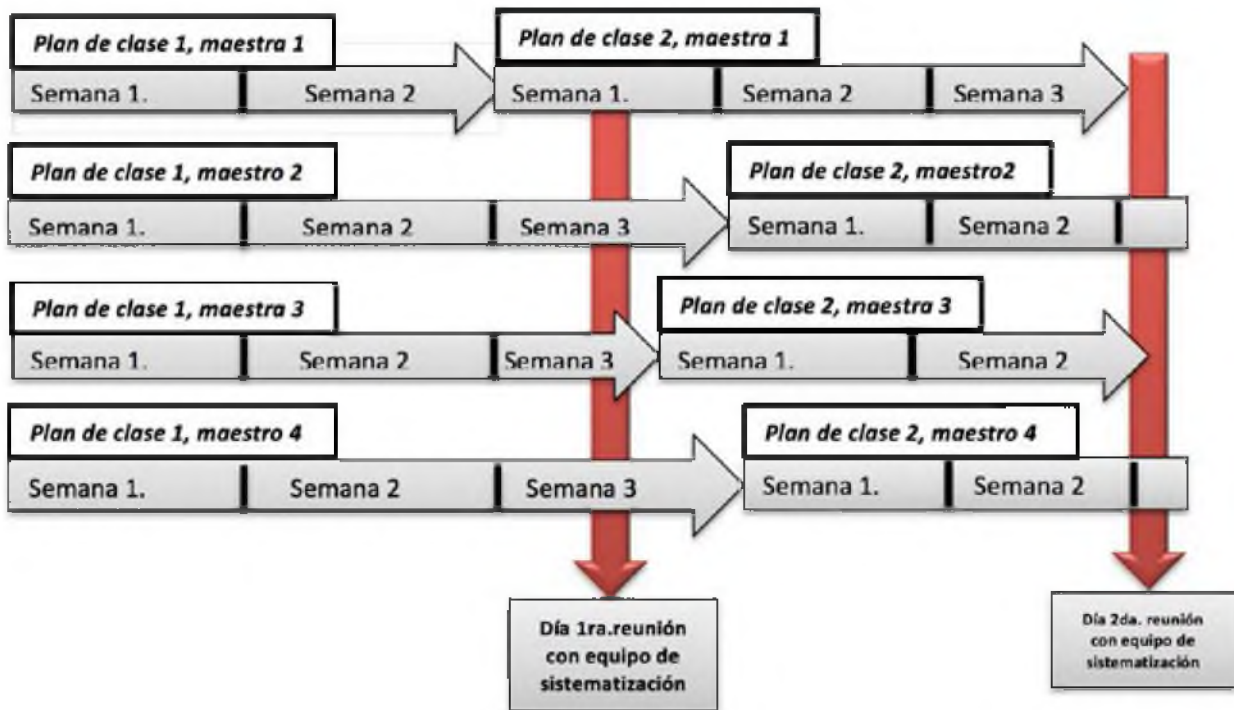 Plan de clase 1, maestra 1
Plan de clase 2, maestra 1
Semana 1.
Semana 2
Semana 1.
Semana 2
Semana 3
Plan de clase 1, maestro 2
Plan de clase 2, maestro2
Semana 1.
Semana 2
Semana 3
Semana 1.
Semana 2
Plan de clase 1, maestra 3
Plan de clase 2, maestra 3
Semana 1.
Semana 2
Semana 3
Semana 1.
Semana 2
Plan de clase 1, maestro 4
Plan de clase 2, maestro 4
Semana 1.
Semana 2
Semana 3
Semana 1.
Semana 2
Día 1ra.reunión
con equipo de
sistematización
Día 2da. reunión
con equipo de
sistematización